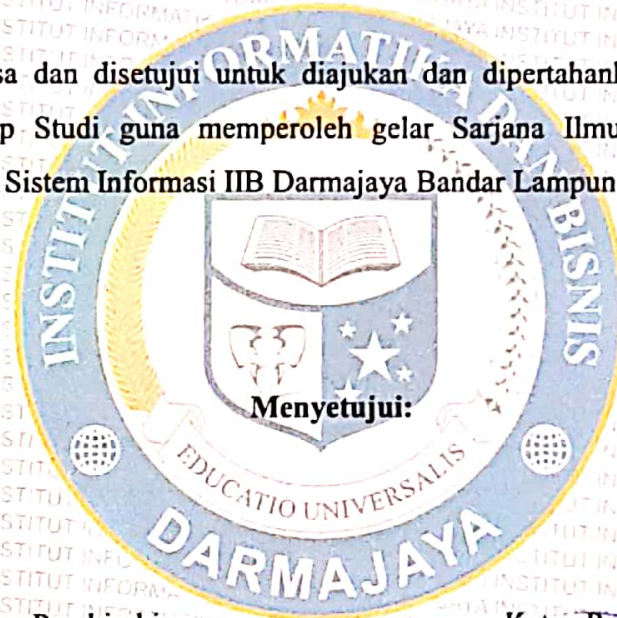 sa dan disetujui untuk diajukan dan dipertahank
p Studi guna memperoleh gelar Sarjana Ilmu
Sistem Informasi IIB Darmajaya Bandar Lampun
INSTITUT INFORMATIKA DAN BISNIS
Menyetujui:
EDUCATIO UNIVERSALIS
DARMAJAYA